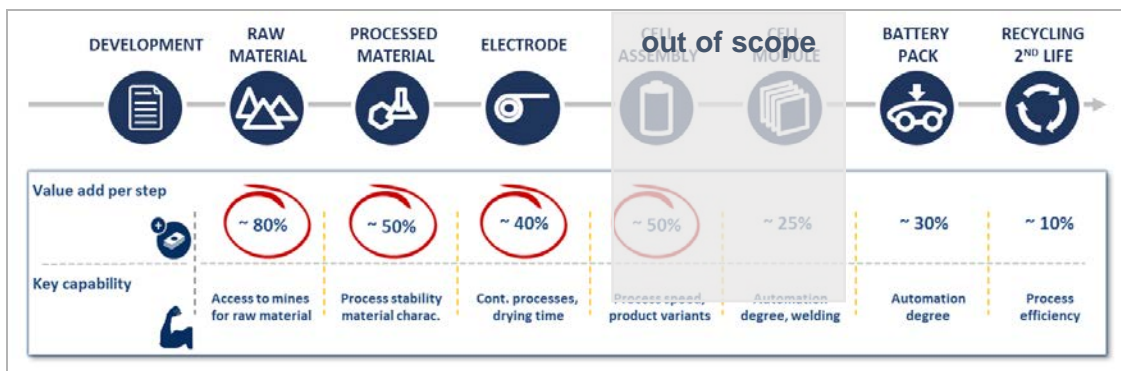 DEVELOPMENT
RAW
MATERIAL
PROCESSED
MATERIAL
ELECTRODE
CELL
ASSEMBLY
out of scope
CELL
MODULE
BATTERY
PACK
RECYCLING
2ND LIFE
Value add per step
~ 80%
~ 50%
~ 40%
~ 50%
~ 25%
~ 30%
~ 10%
Key capability
Access to mines
for raw material
Process stability
material charac.
Cont. processes,
drying time
Process speed,
product variants
Automation
degree, welding
Automation
degree
Process
efficiency